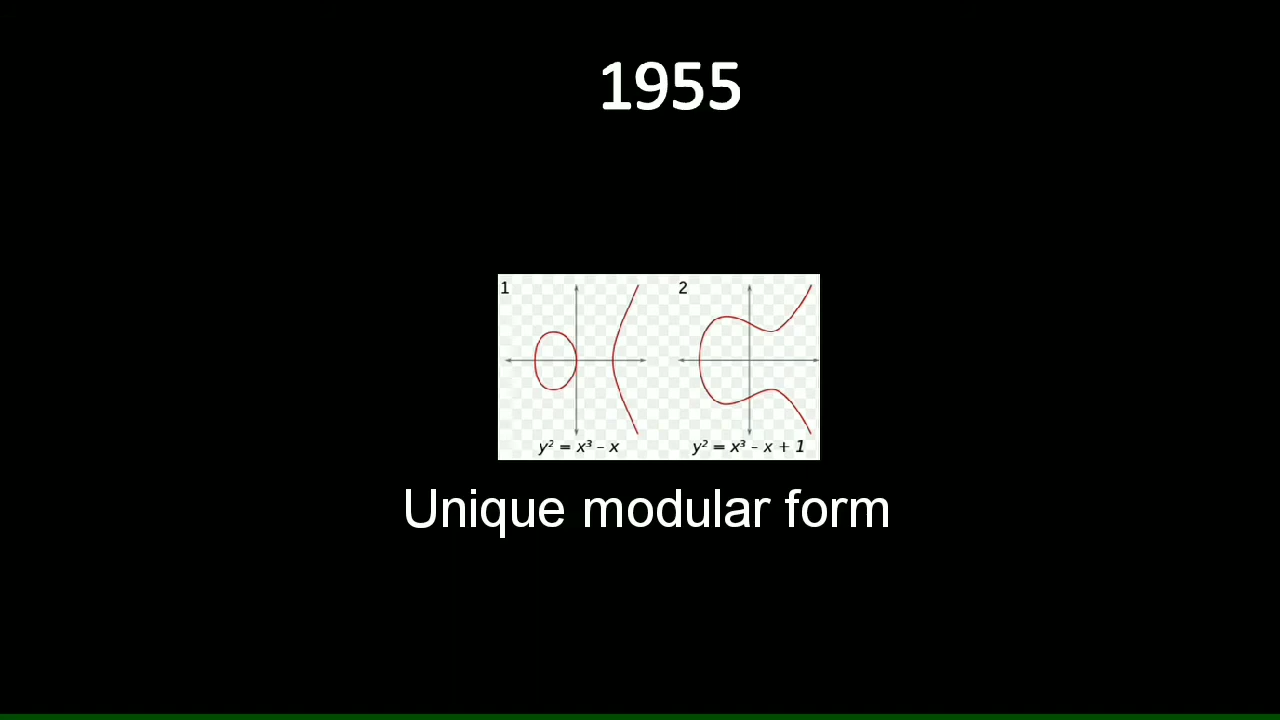 1955
1 2
y² = x³ – x y² = x³ – x + 1
Unique modular form